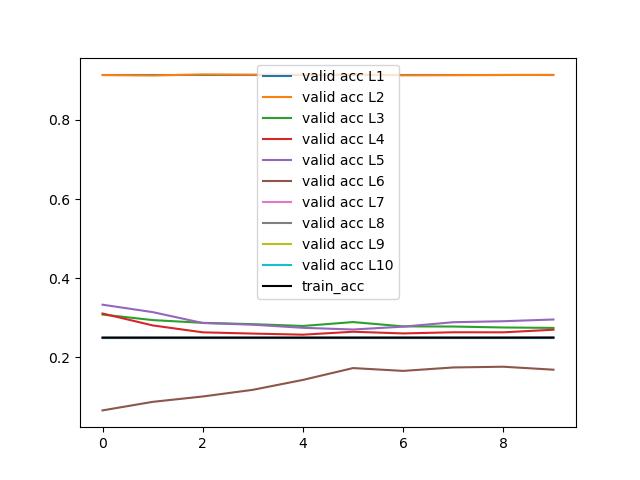 valid acc L1
valid acc L2
valid acc L3
valid acc L4
valid acc L5
valid acc L6
valid acc L7
valid acc L8
valid acc L9
valid acc L10
train_acc
0.8
0.6
0.4
0.2
0 2 4 6 8